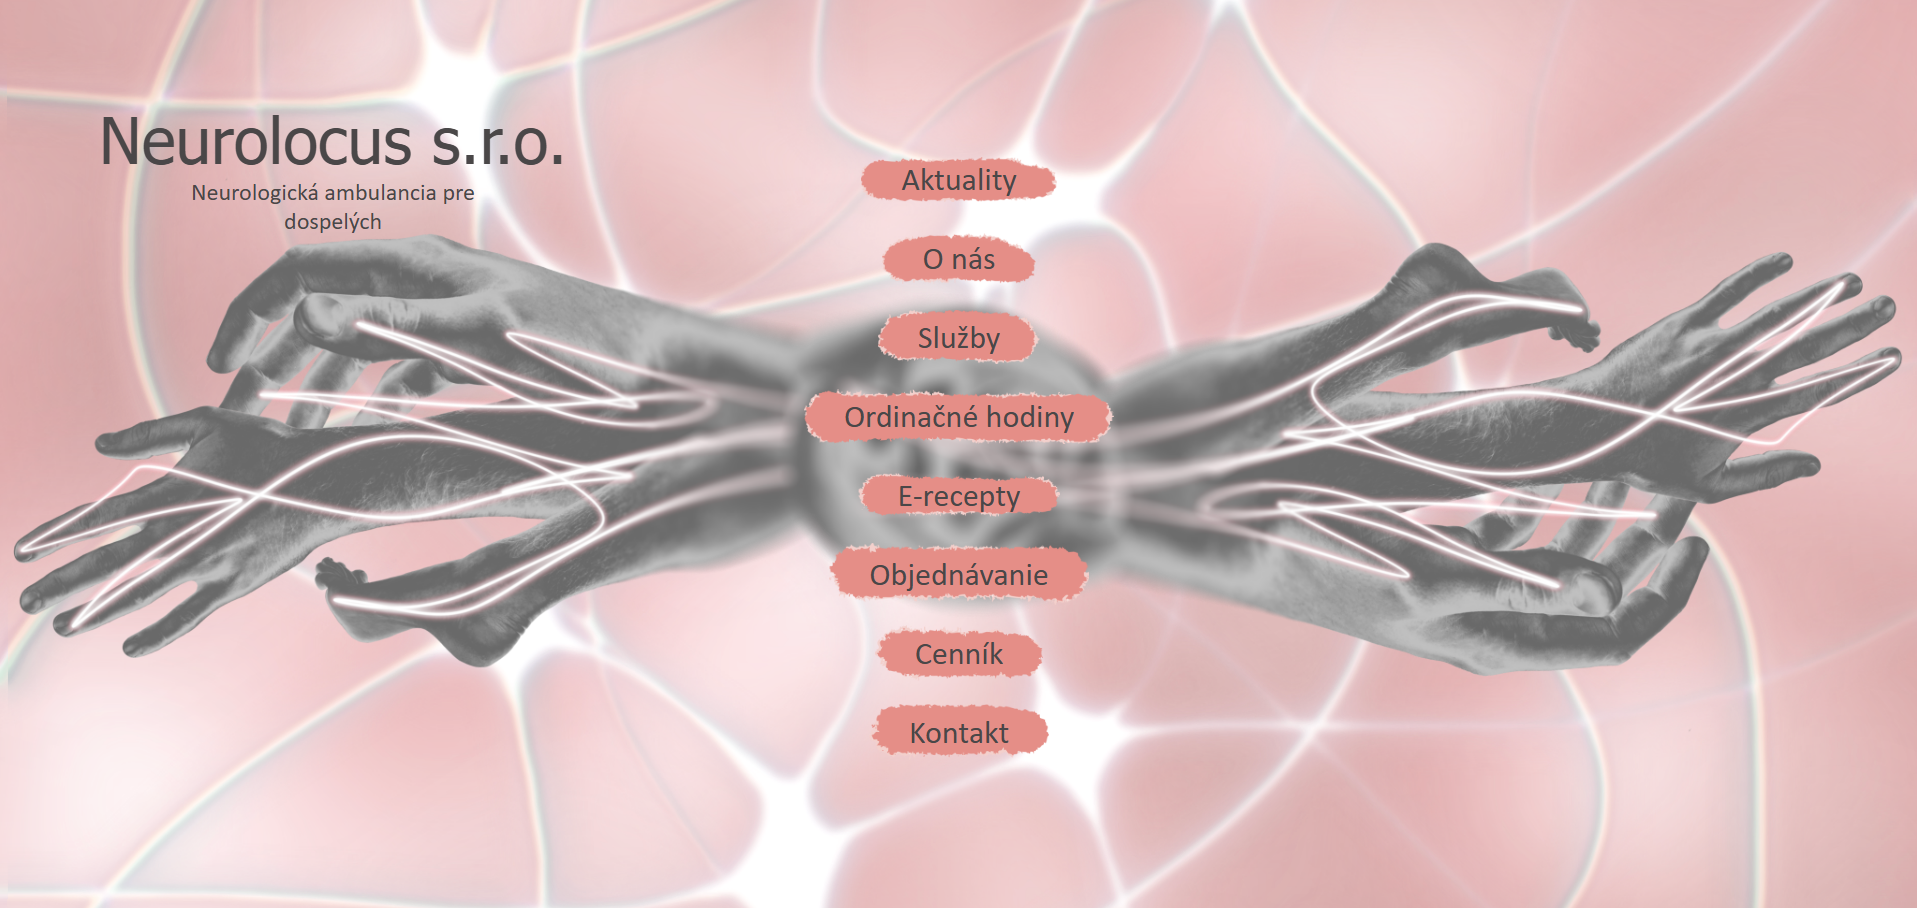 Neurolocus s.r.o.
Neurologická ambulancia pre
dospelých
Aktuality
O nás
Služby
Ordinačné hodiny
E-recepty
Objednávanie
Cenník
Kontakt